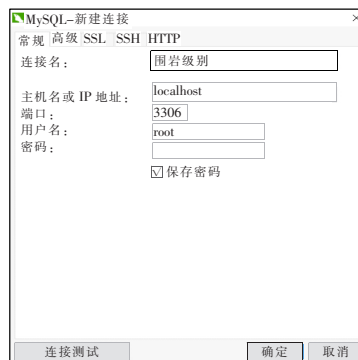 MySQL-新建连接
常规 高级 SSL SSH HTTP
连接名： 围岩级别
主机名或 IP 地址： localhost
端口： 3306
用户名： root
密码：
保存密码
连接测试 确定 取消